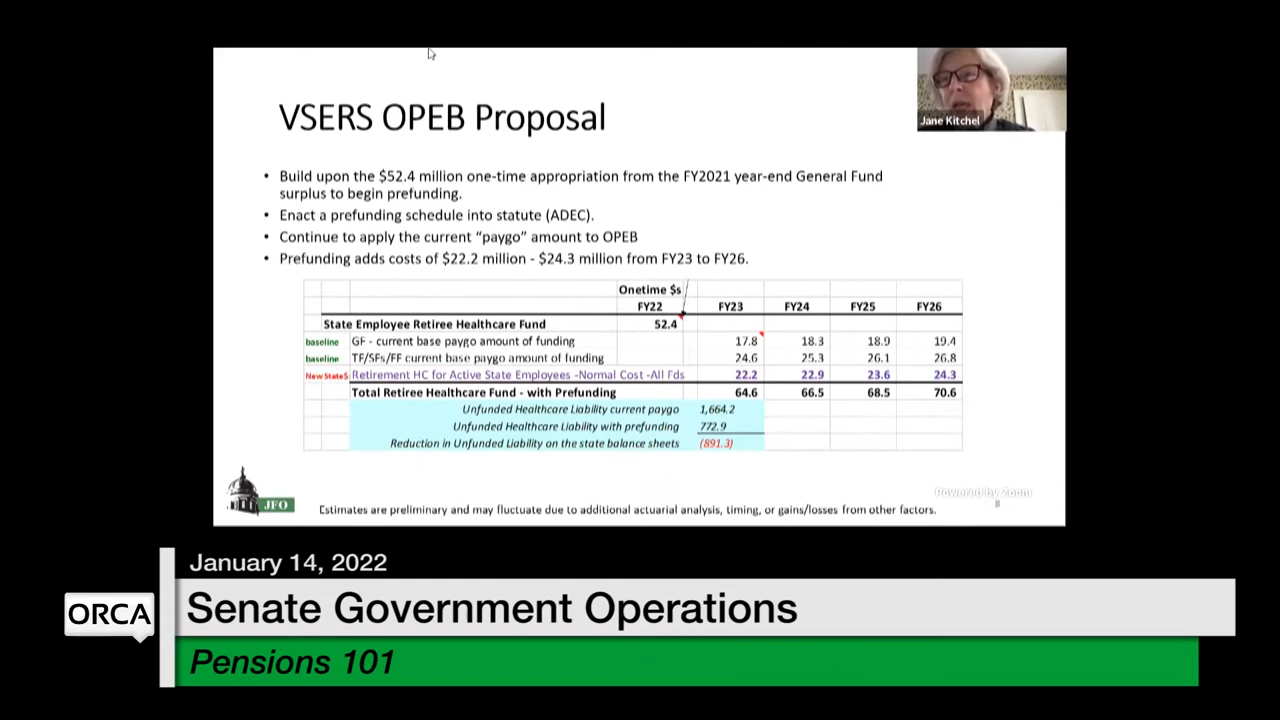 VSERS OPEB Proposal
Jane Kitchel
• Build upon the $52.4 million one-time appropriation from the FY2021 year-end General Fund
surplus to begin prefunding.
• Enact a prefunding schedule into statute (ADEC).
• Continue to apply the current “paygo” amount to OPEB
• Prefunding adds costs of $22.2 million - $24.3 million from FY23 to FY26.
Onetime $s
FY22 FY23 FY24 FY25 FY26
State Employee Retiree Healthcare Fund 52.4
baseline GF - current base paygo amount of funding 17.8 18.3 18.9 19.4
baseline TF/SFs/FF current base paygo amount of funding 24.6 25.3 26.1 26.8
New State$ Retirement HC for Active State Employees -Normal Cost -All Fds 22.2 22.9 23.6 24.3
Total Retiree Healthcare Fund - with Prefunding 64.6 66.5 68.5 70.6
Unfunded Healthcare Liability current paygo 1,664.2
Unfunded Healthcare Liability with prefunding 772.9
Reduction in Unfunded Liability on the state balance sheets (891.3)
Powered by Zoom
8
JFO
Estimates are preliminary and may fluctuate due to additional actuarial analysis, timing, or gains/losses from other factors.
January 14, 2022
ORCA
Senate Government Operations
Pensions 101